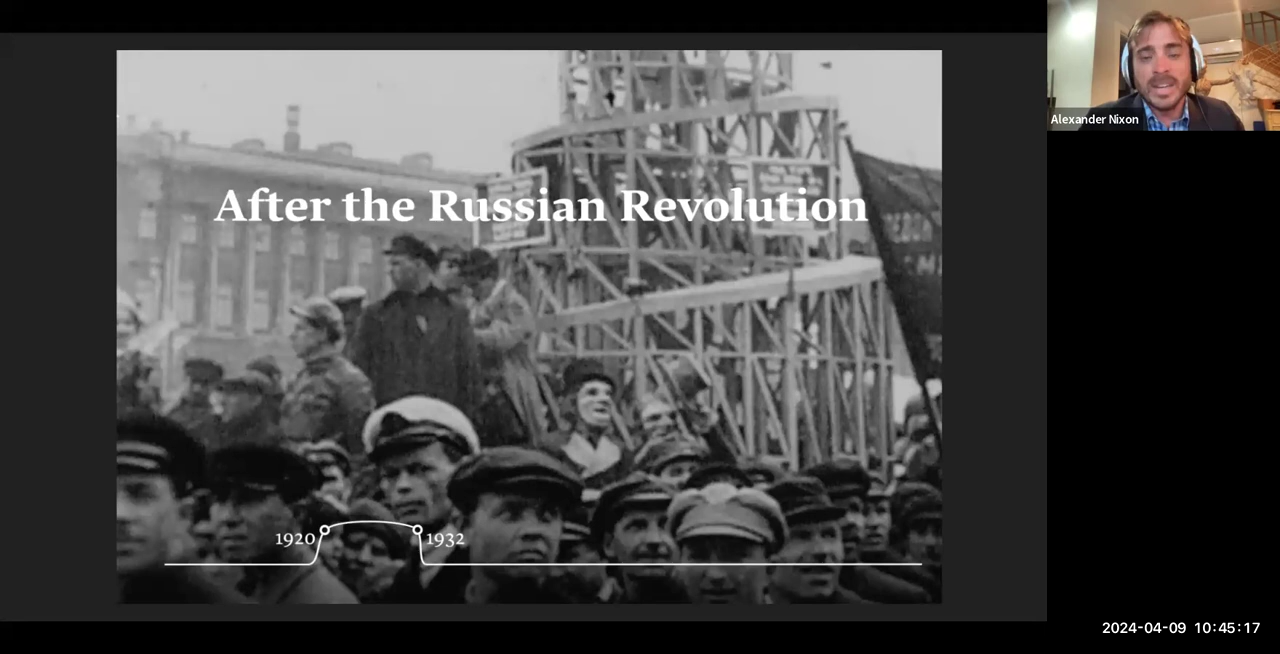 After the Russian Revolution
1920
1932
Alexander Nixon
2024-04-09 10:45:17